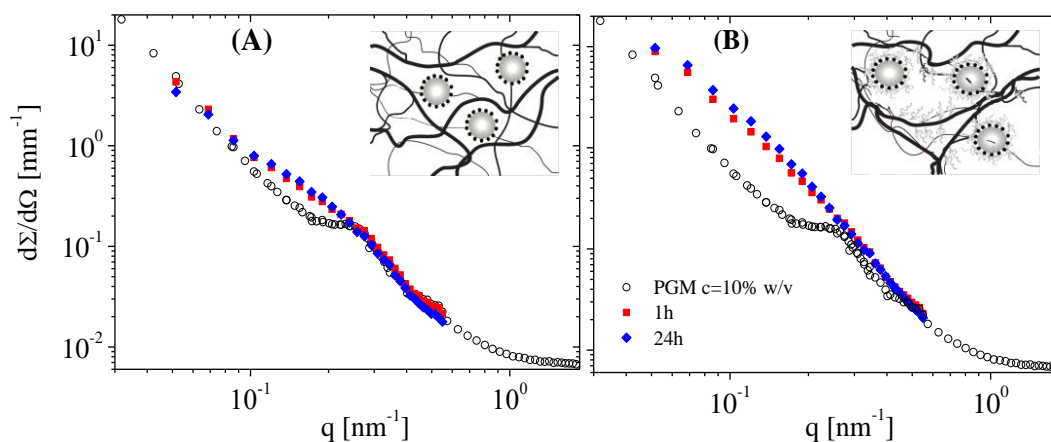 (A)
(B)
dΣ/dΩ [mm⁻¹]
10¹
10⁰
10⁻¹
10⁻²
10⁻¹
10⁰
10⁻¹
10⁰
PGM c=10% w/v
1h
24h
q [nm⁻¹]
q [nm⁻¹]